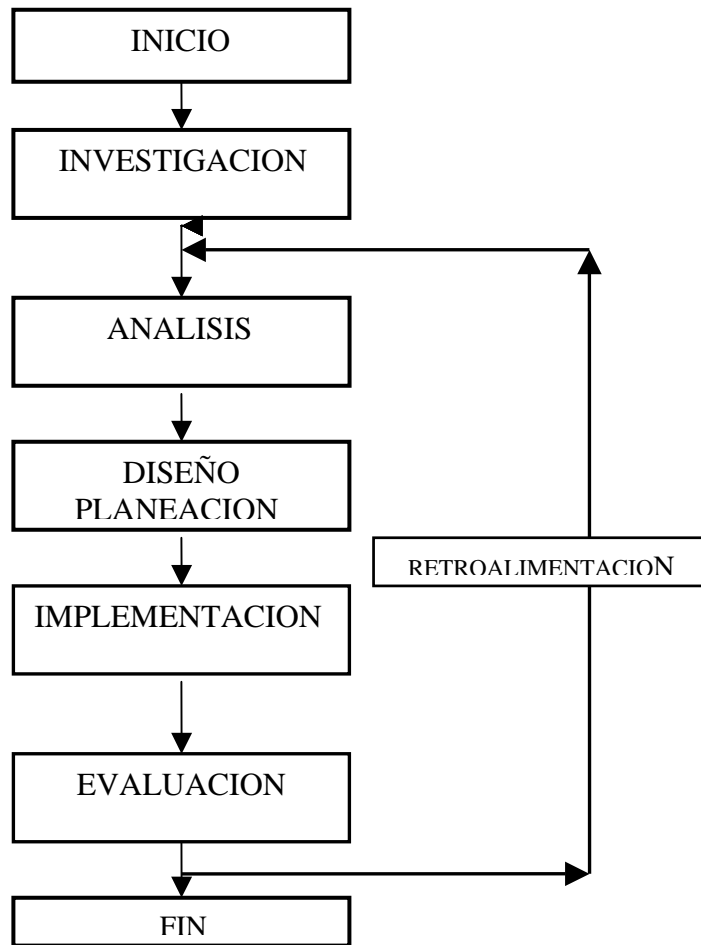 INICIO
INVESTIGACION
ANALISIS
DISEÑO
PLANEACION
RETROALIMENTACION
IMPLEMENTACION
EVALUACION
FIN